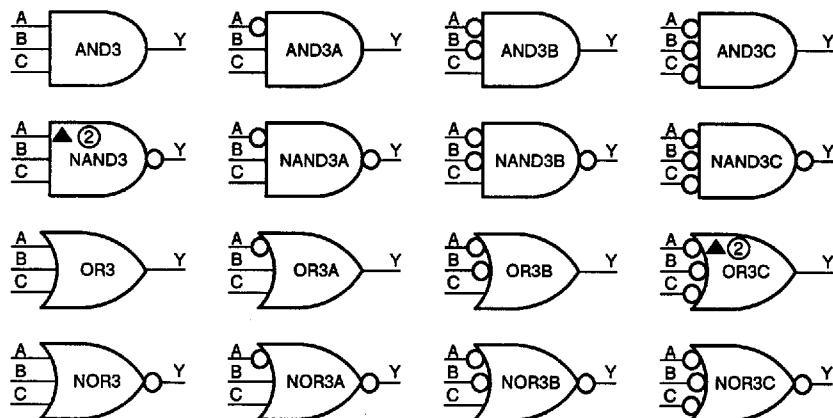 A
B AND3 Y
C
A
B AND3A Y
C
A
B AND3B Y
C
A
B AND3C Y
C
A ②
B NAND3 Y
C
A
B NAND3A Y
C
A
B NAND3B Y
C
A
B NAND3C Y
C
A
B OR3 Y
C
A
B OR3A Y
C
A
B OR3B Y
C
A ②
B OR3C Y
C
A
B NOR3 Y
C
A
B NOR3A Y
C
A
B NOR3B Y
C
A
B NOR3C Y
C